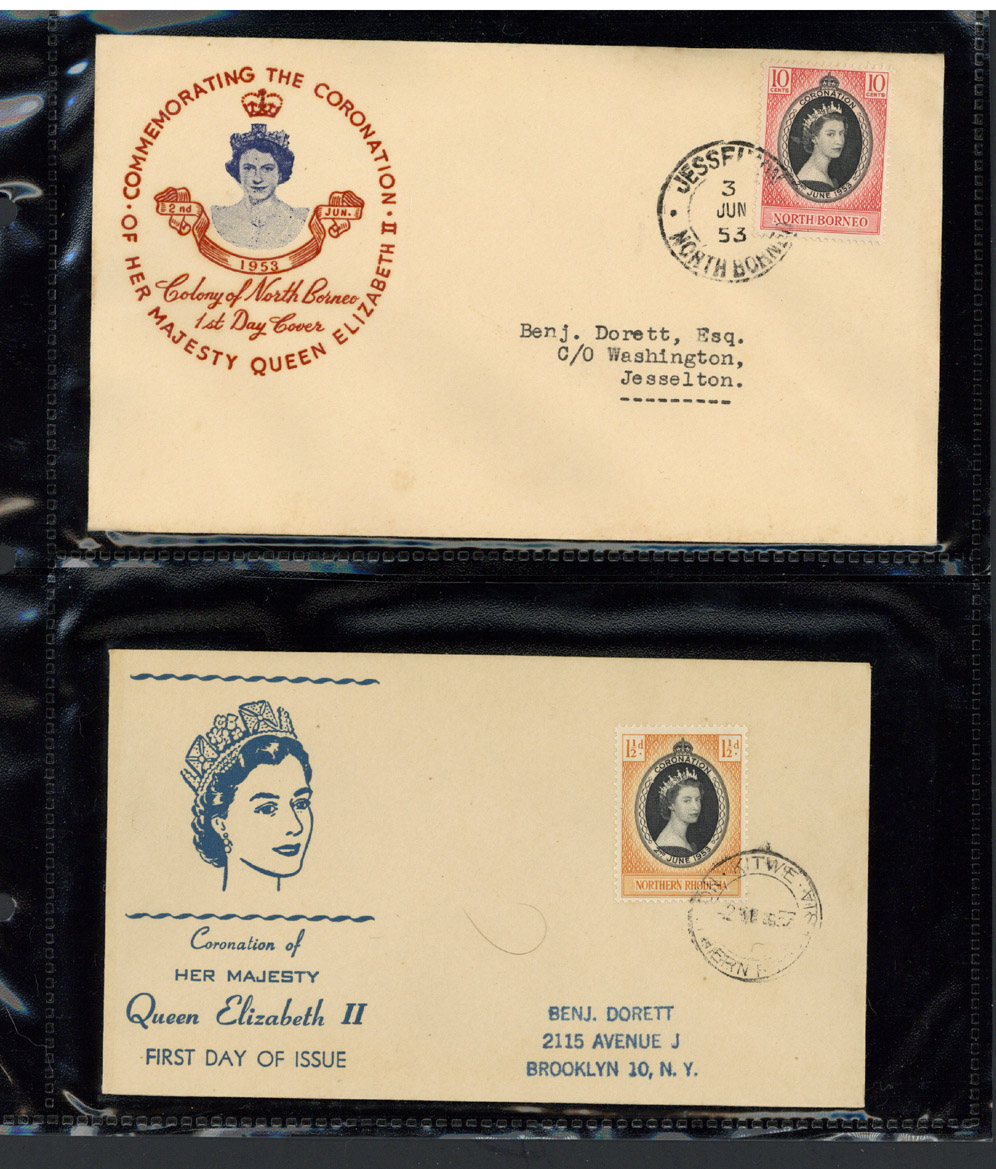 · COMMEMORATING THE CORONATION ·
OF HER MAJESTY QUEEN ELIZABETH II
2nd JUN.
1953
Colony of North Borneo
1st Day Cover
10 CENTS 10 CENTS
CORONATION
JUNE 1953
NORTH BORNEO
3
JUN
53
NORTH BORNEO
Benj. Dorett, Esq.
C/O Washington,
Jesselton.
Coronation of
HER MAJESTY
Queen Elizabeth II
FIRST DAY OF ISSUE
1½d. 1½d.
CORONATION
2ND JUNE 1953
NORTHERN RHODESIA
BENJ. DORETT
2115 AVENUE J
BROOKLYN 10, N. Y.